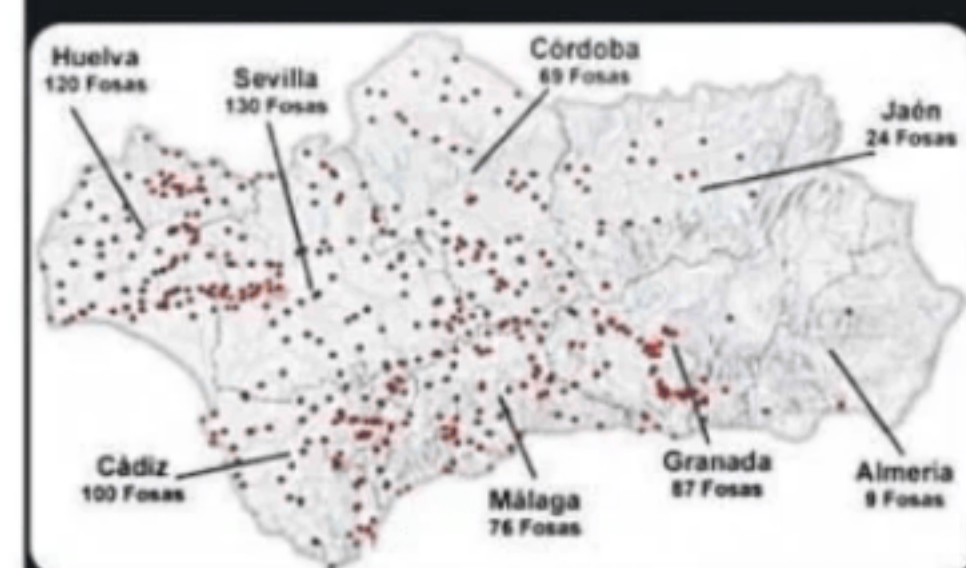 Huelva
120 Fosas
Sevilla
130 Fosas
Córdoba
69 Fosas
Jaén
24 Fosas
Cádiz
100 Fosas
Málaga
76 Fosas
Granada
87 Fosas
Almería
9 Fosas